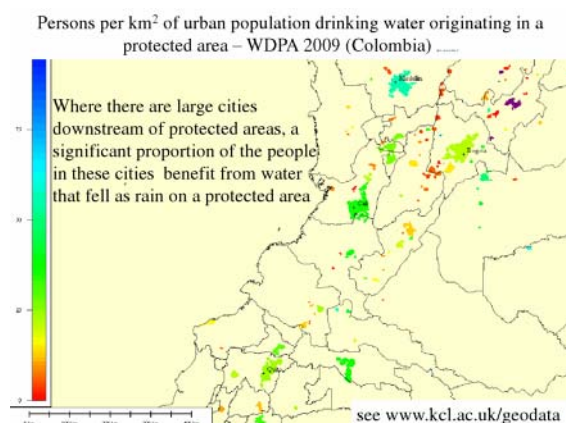 Persons per km² of urban population drinking water originating in a
protected area – WDPA 2009 (Colombia)
Where there are large cities
downstream of protected areas, a
significant proportion of the people
in these cities benefit from water
that fell as rain on a protected area
see www.kcl.ac.uk/geodata